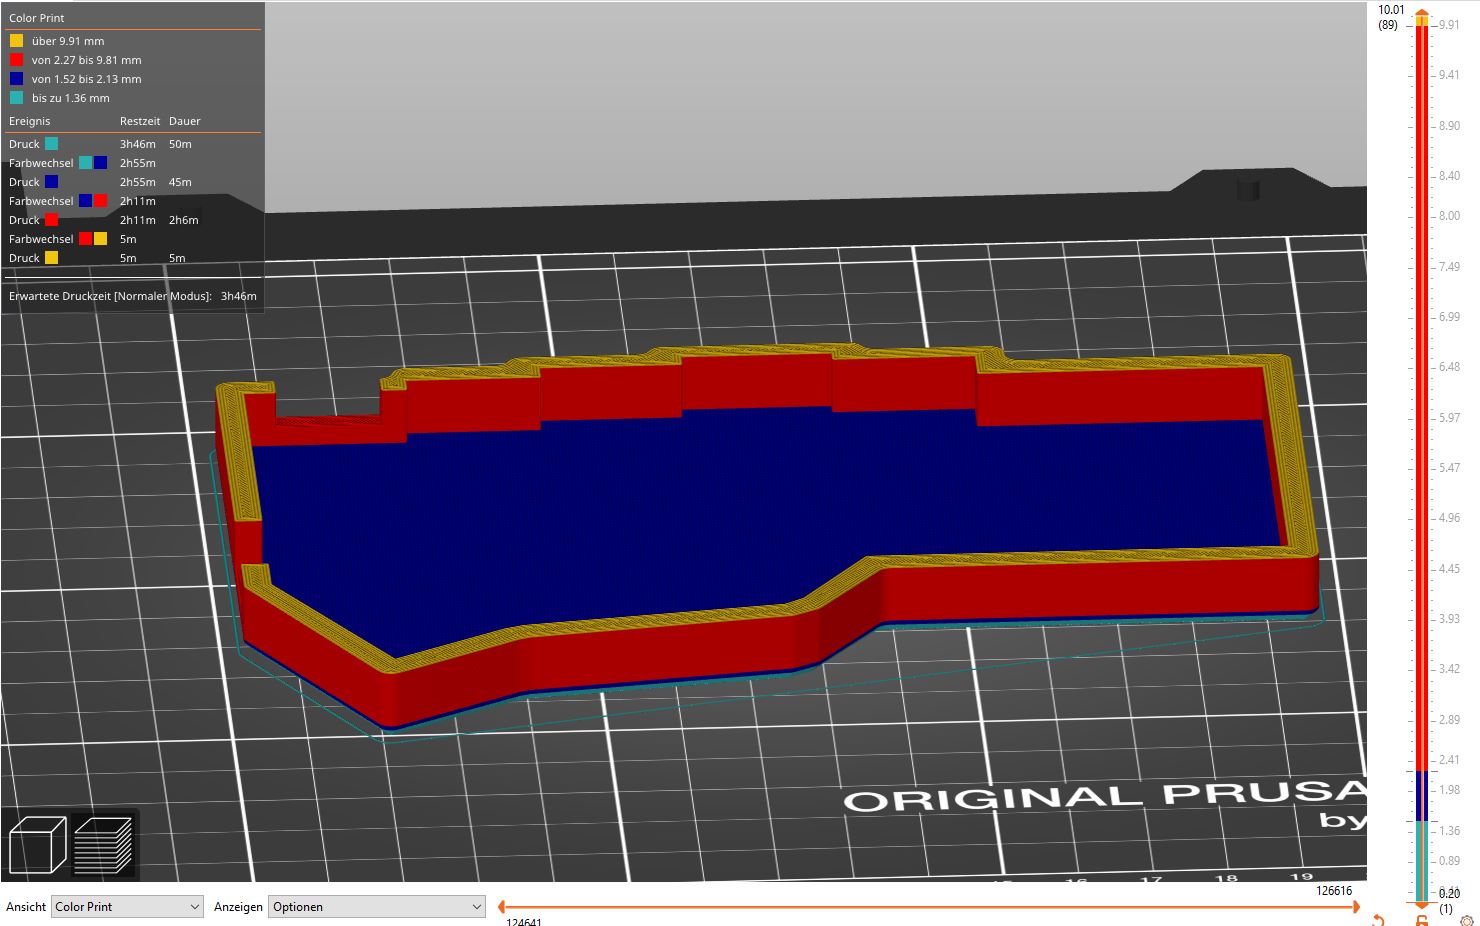 Color Print
über 9.91 mm
von 2.27 bis 9.81 mm
von 1.52 bis 2.13 mm
bis zu 1.36 mm
Ereignis Restzeit Dauer
Druck 3h46m 50m
Farbwechsel 2h55m
Druck 2h55m 45m
Farbwechsel 2h11m
Druck 2h11m 2h6m
Farbwechsel 5m
Druck 5m 5m
Erwartete Druckzeit [Normaler Modus]: 3h46m
10.01
(89)
9.91
9.41
8.90
8.40
8.00
7.49
6.99
6.48
5.97
5.47
4.96
4.45
3.93
3.42
2.89
2.41
1.98
1.36
0.89
0.20
(1)
ORIGINAL PRUSA
by
16 17 18 19
126616
Ansicht Color Print Anzeigen Optionen
124641